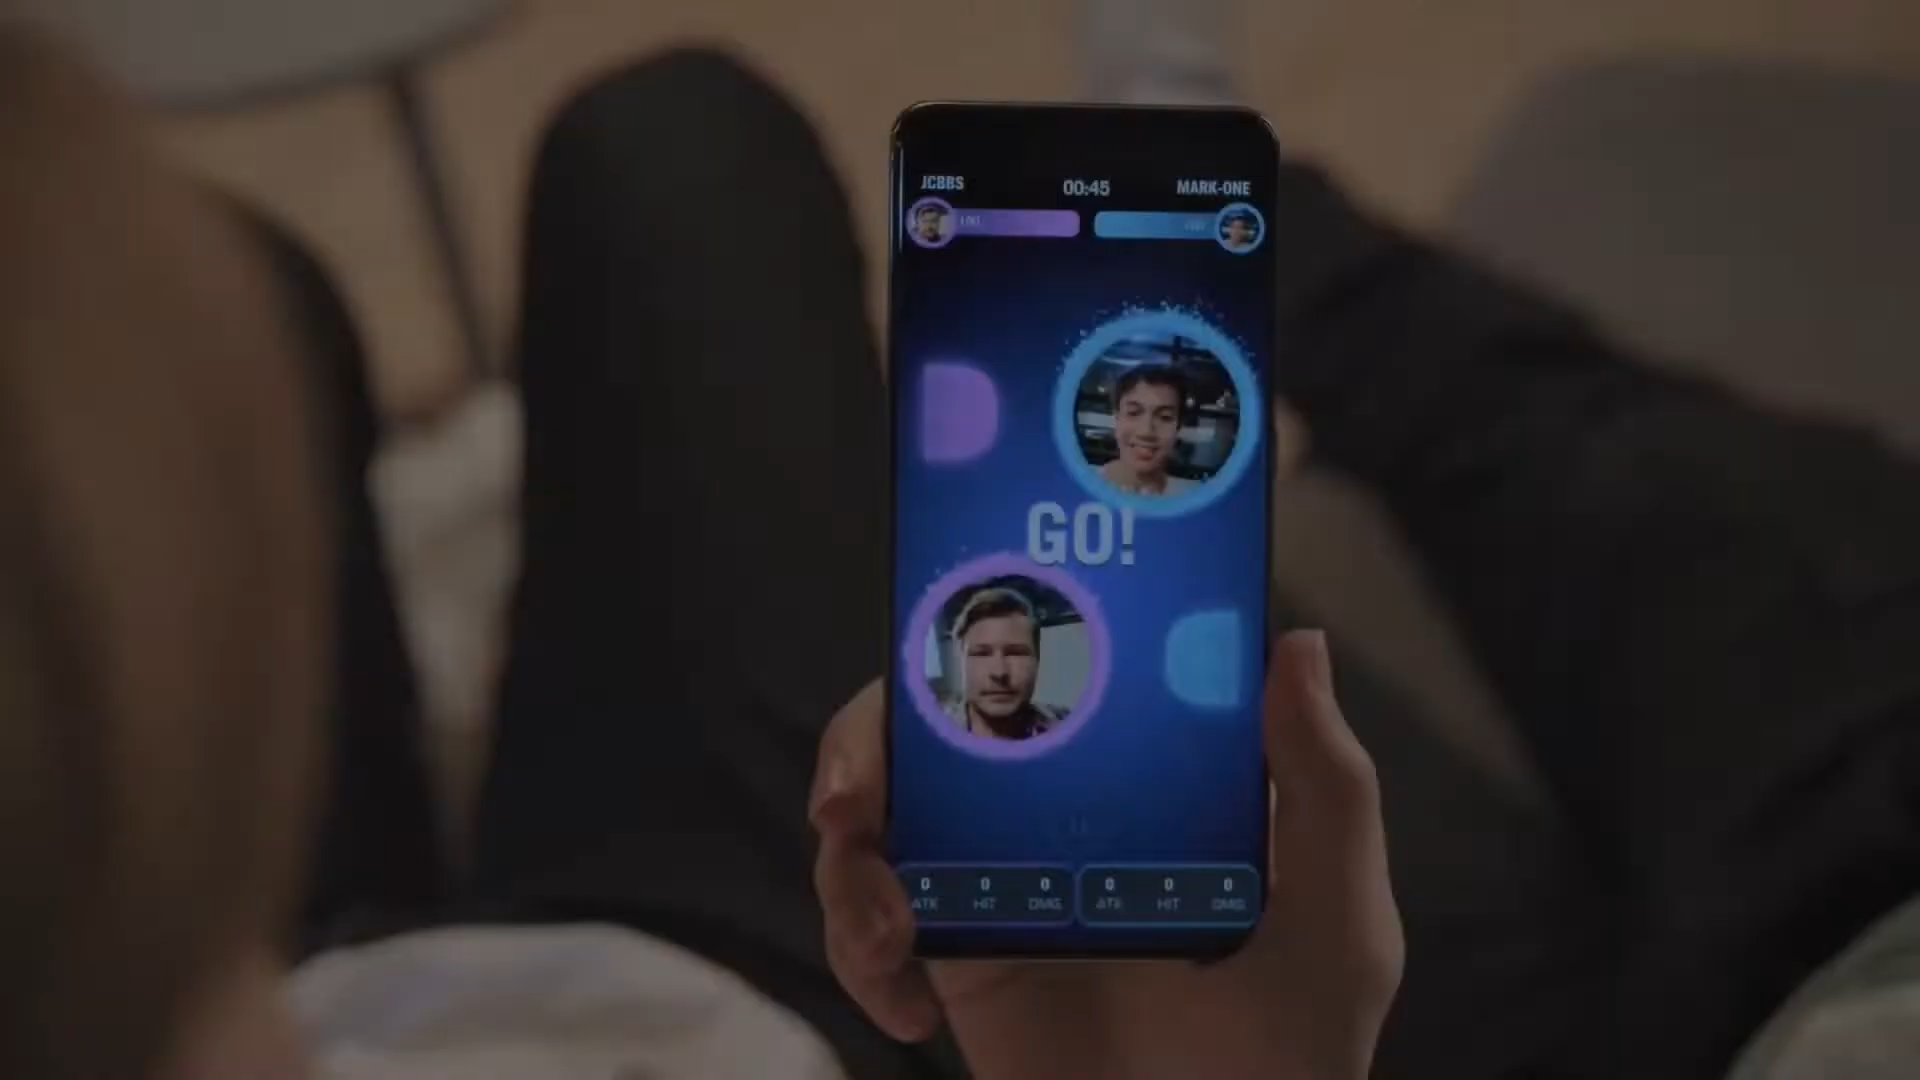 JCBBS
00:45
MARK-ONE
GO!
0 0 0 0 0 0
ATK HIT DMG ATK HIT DMG